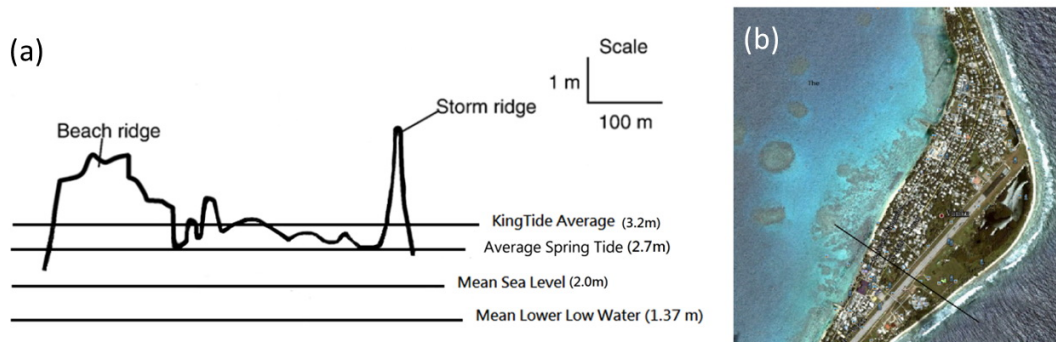 (a)
Scale
1 m
100 m
Beach ridge
Storm ridge
KingTide Average (3.2m)
Average Spring Tide (2.7m)
Mean Sea Level (2.0m)
Mean Lower Low Water (1.37 m)
(b)